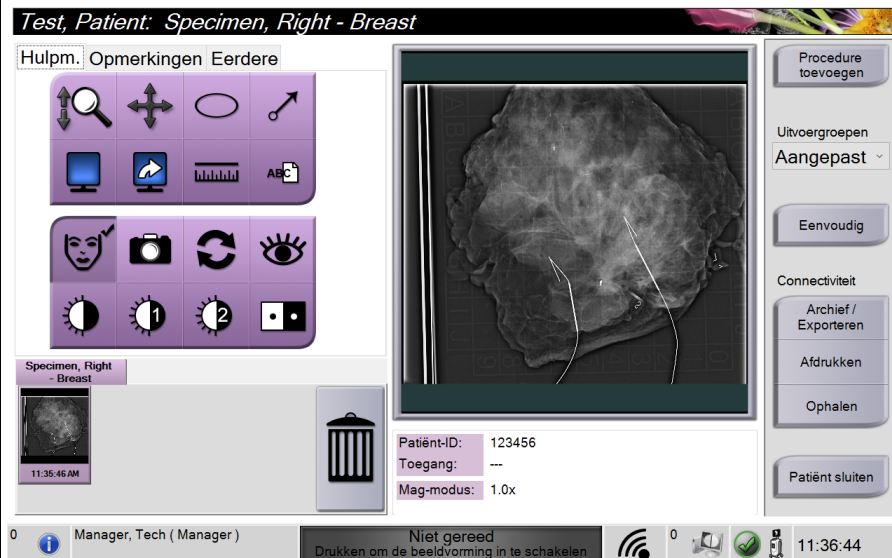 Test, Patient: Specimen, Right - Breast
Hulpm. Opmerkingen Eerdere
ABC
1 2
Specimen, Right
- Breast
11:35:46 AM
Patiënt-ID: 123456
Toegang: ---
Mag-modus: 1.0x
Procedure
toevoegen
Uitvoergroepen
Aangepast
Eenvoudig
Connectiviteit
Archief /
Exporteren
Afdrukken
Ophalen
Patiënt sluiten
0 Manager, Tech ( Manager )
Niet gereed
Drukken om de beeldvorming in te schakelen
0
11:36:44